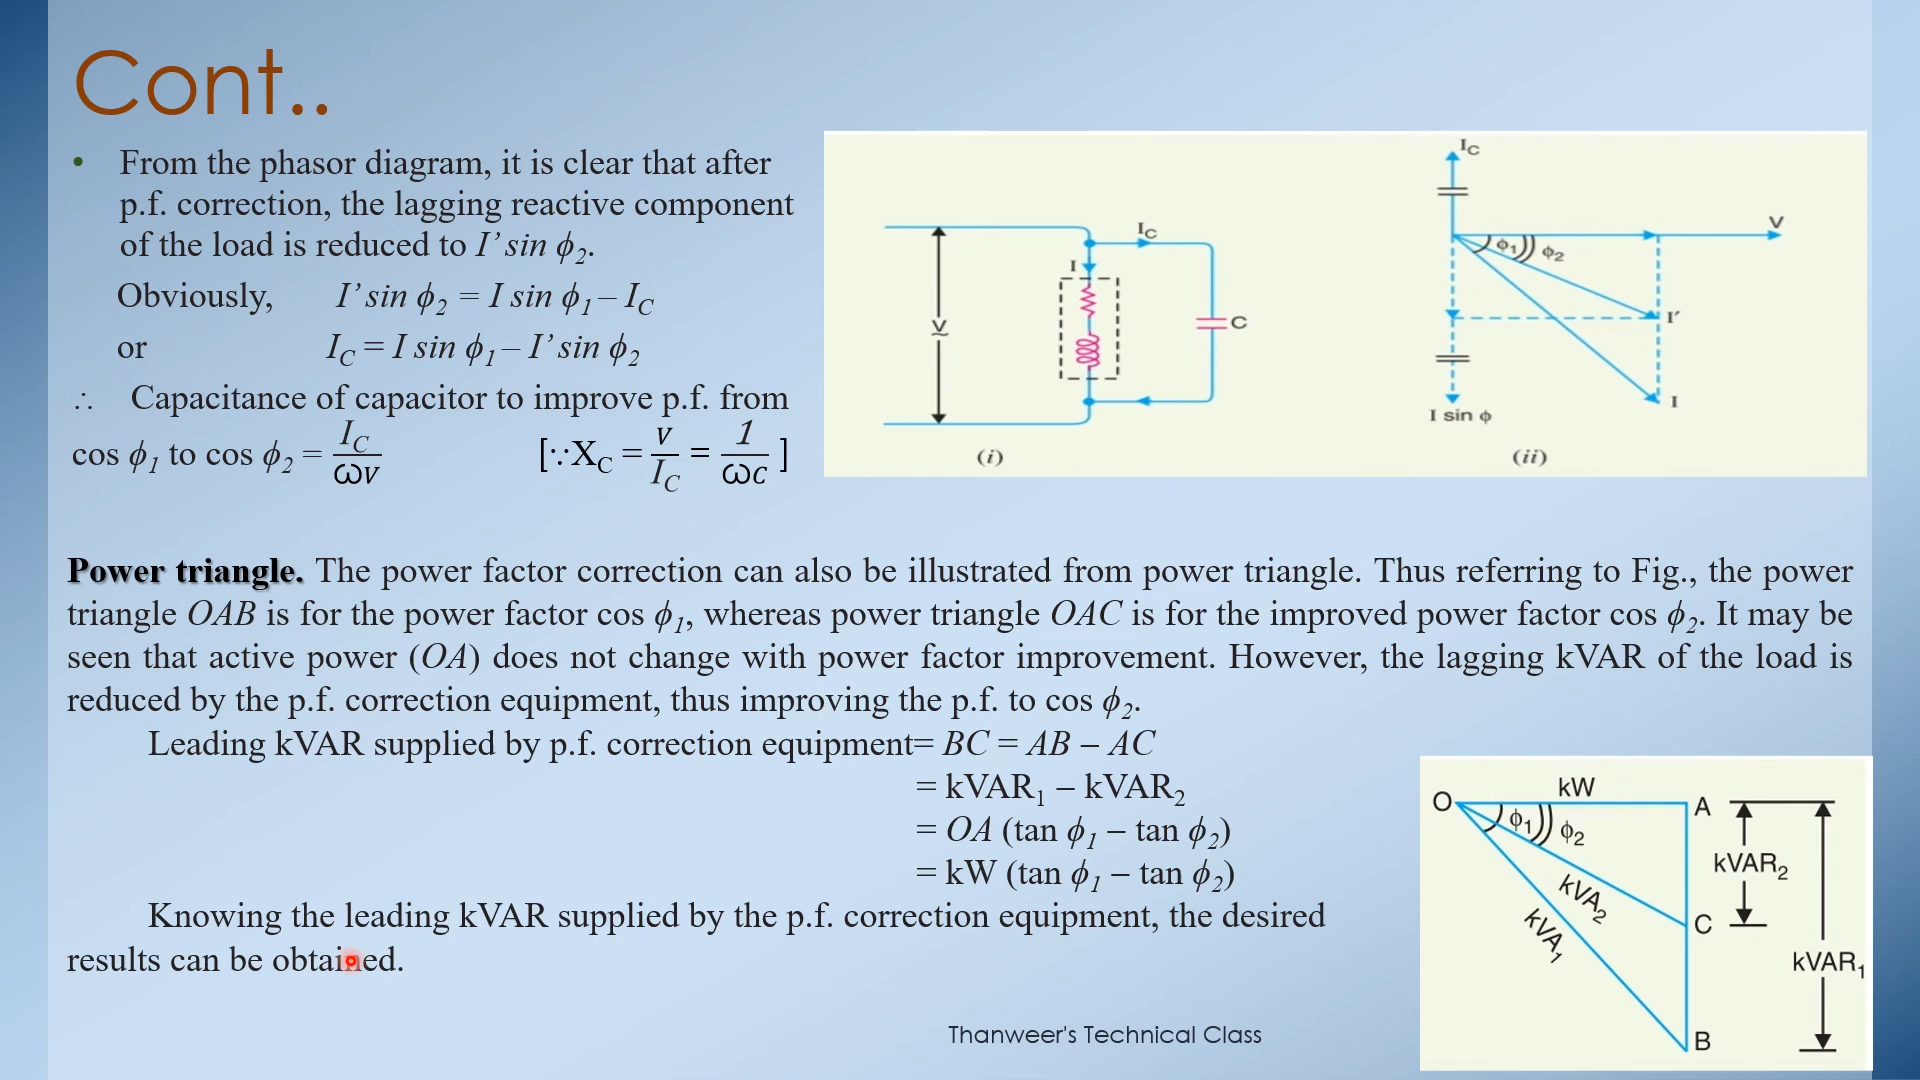 Cont..
• From the phasor diagram, it is clear that after
p.f. correction, the lagging reactive component
of the load is reduced to I’ sin ϕ2.
Obviously, I’ sin ϕ2 = I sin ϕ1 – IC
or IC = I sin ϕ1 – I’ sin ϕ2
∴ Capacitance of capacitor to improve p.f. from
cos ϕ1 to cos ϕ2 = IC/ωv [∵XC = v/IC = 1/ωc ]
IC
I
V
~
C
(i)
IC
V
ϕ1
ϕ2
I′
I
I sin ϕ
(ii)
Power triangle. The power factor correction can also be illustrated from power triangle. Thus referring to Fig., the power
triangle OAB is for the power factor cos ϕ1, whereas power triangle OAC is for the improved power factor cos ϕ2. It may be
seen that active power (OA) does not change with power factor improvement. However, the lagging kVAR of the load is
reduced by the p.f. correction equipment, thus improving the p.f. to cos ϕ2.
Leading kVAR supplied by p.f. correction equipment= BC = AB – AC
= kVAR1 – kVAR2
= OA (tan ϕ1 – tan ϕ2)
= kW (tan ϕ1 – tan ϕ2)
Knowing the leading kVAR supplied by the p.f. correction equipment, the desired
results can be obtained.
O
kW
A
ϕ1
ϕ2
kVAR2
kVA2
C
kVA1
kVAR1
B
Thanweer's Technical Class